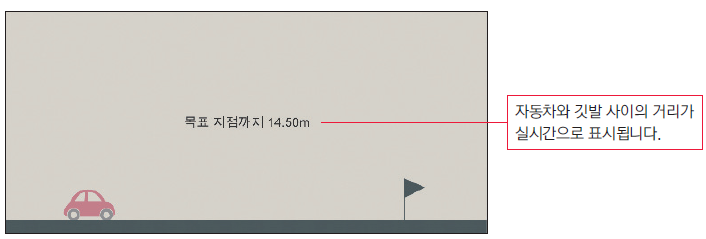 목표 지점까지 14.50m
자동차와 깃발 사이의 거리가
실시간으로 표시됩니다.